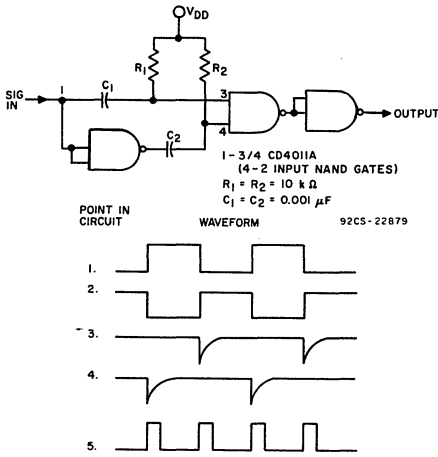 VDD
R1
R2
SIG
IN
1
C1
3
4
C2
OUTPUT
1 - 3/4 CD4011A
(4-2 INPUT NAND GATES)
R1 = R2 = 10 k Ω
C1 = C2 = 0.001 μF
POINT IN
CIRCUIT
WAVEFORM
92CS-22879
1.
2.
3.
4.
5.